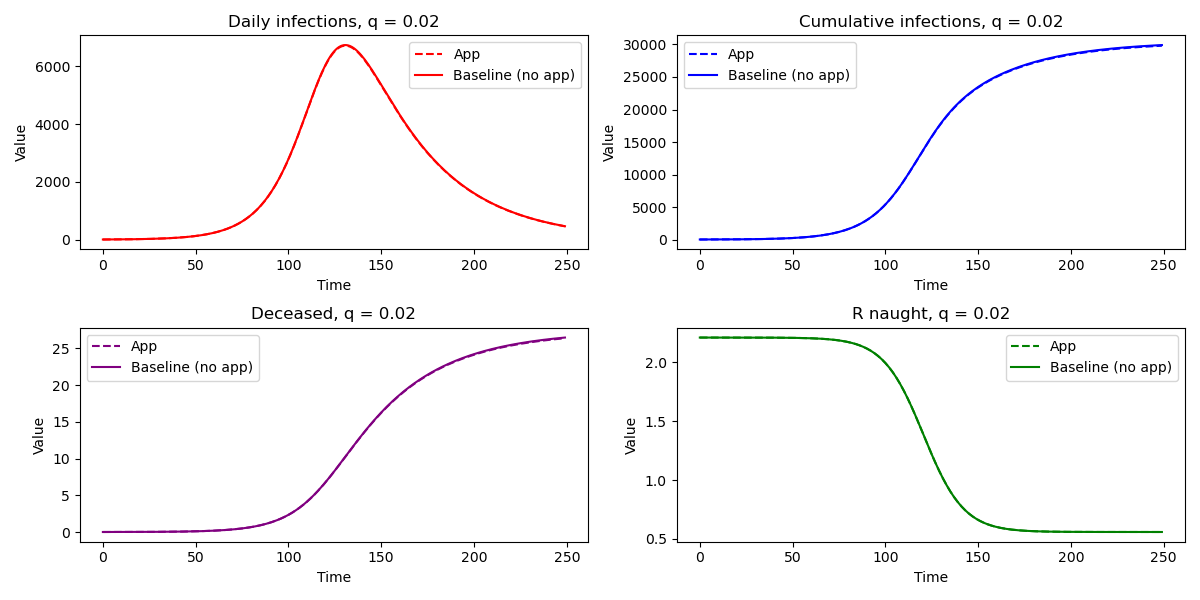 Daily infections, q = 0.02
Value
6000
4000
2000
0
App
Baseline (no app)
0 50 100 150 200 250
Time
Cumulative infections, q = 0.02
Value
30000
25000
20000
15000
10000
5000
0
App
Baseline (no app)
0 50 100 150 200 250
Time
Deceased, q = 0.02
Value
25
20
15
10
5
0
App
Baseline (no app)
0 50 100 150 200 250
Time
R naught, q = 0.02
Value
2.0
1.5
1.0
0.5
App
Baseline (no app)
0 50 100 150 200 250
Time